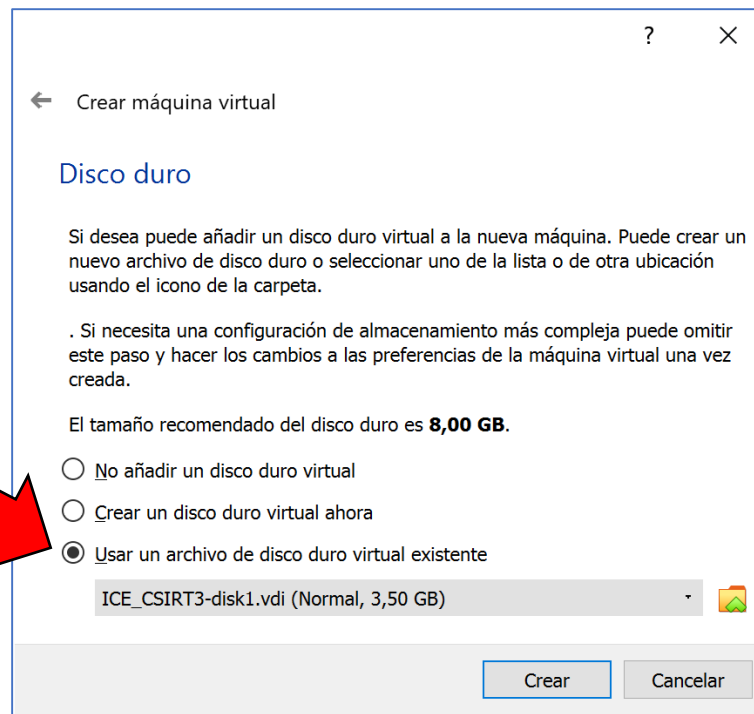 ?
Crear máquina virtual
Disco duro
Si desea puede añadir un disco duro virtual a la nueva máquina. Puede crear un
nuevo archivo de disco duro o seleccionar uno de la lista o de otra ubicación
usando el icono de la carpeta.
. Si necesita una configuración de almacenamiento más compleja puede omitir
este paso y hacer los cambios a las preferencias de la máquina virtual una vez
creada.
El tamaño recomendado del disco duro es 8,00 GB.
No añadir un disco duro virtual
Crear un disco duro virtual ahora
Usar un archivo de disco duro virtual existente
ICE_CSIRT3-disk1.vdi (Normal, 3,50 GB)
Crear Cancelar